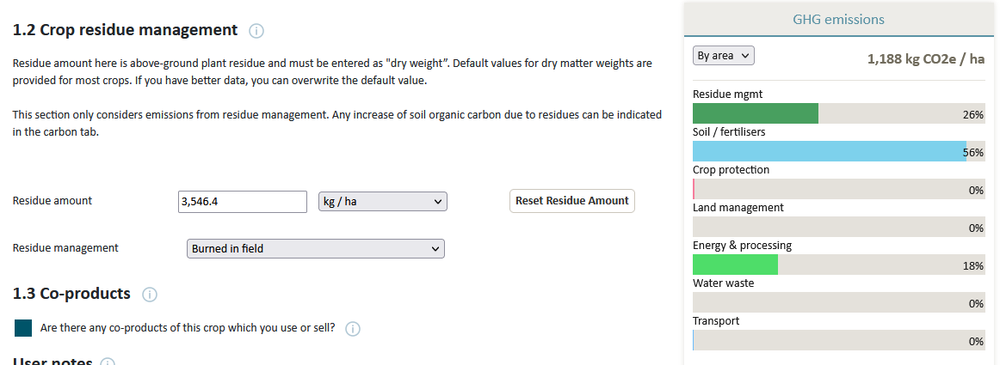 1.2 Crop residue management
Residue amount here is above-ground plant residue and must be entered as "dry weight”. Default values for dry matter weights are
provided for most crops. If you have better data, you can overwrite the default value.
This section only considers emissions from residue management. Any increase of soil organic carbon due to residues can be indicated
in the carbon tab.
Residue amount 3,546.4 kg / ha Reset Residue Amount
Residue management Burned in field
1.3 Co-products
Are there any co-products of this crop which you use or sell?
User notes
GHG emissions
By area 1,188 kg CO2e / ha
Residue mgmt
26%
Soil / fertilisers
56%
Crop protection
0%
Land management
0%
Energy & processing
18%
Water waste
0%
Transport
0%